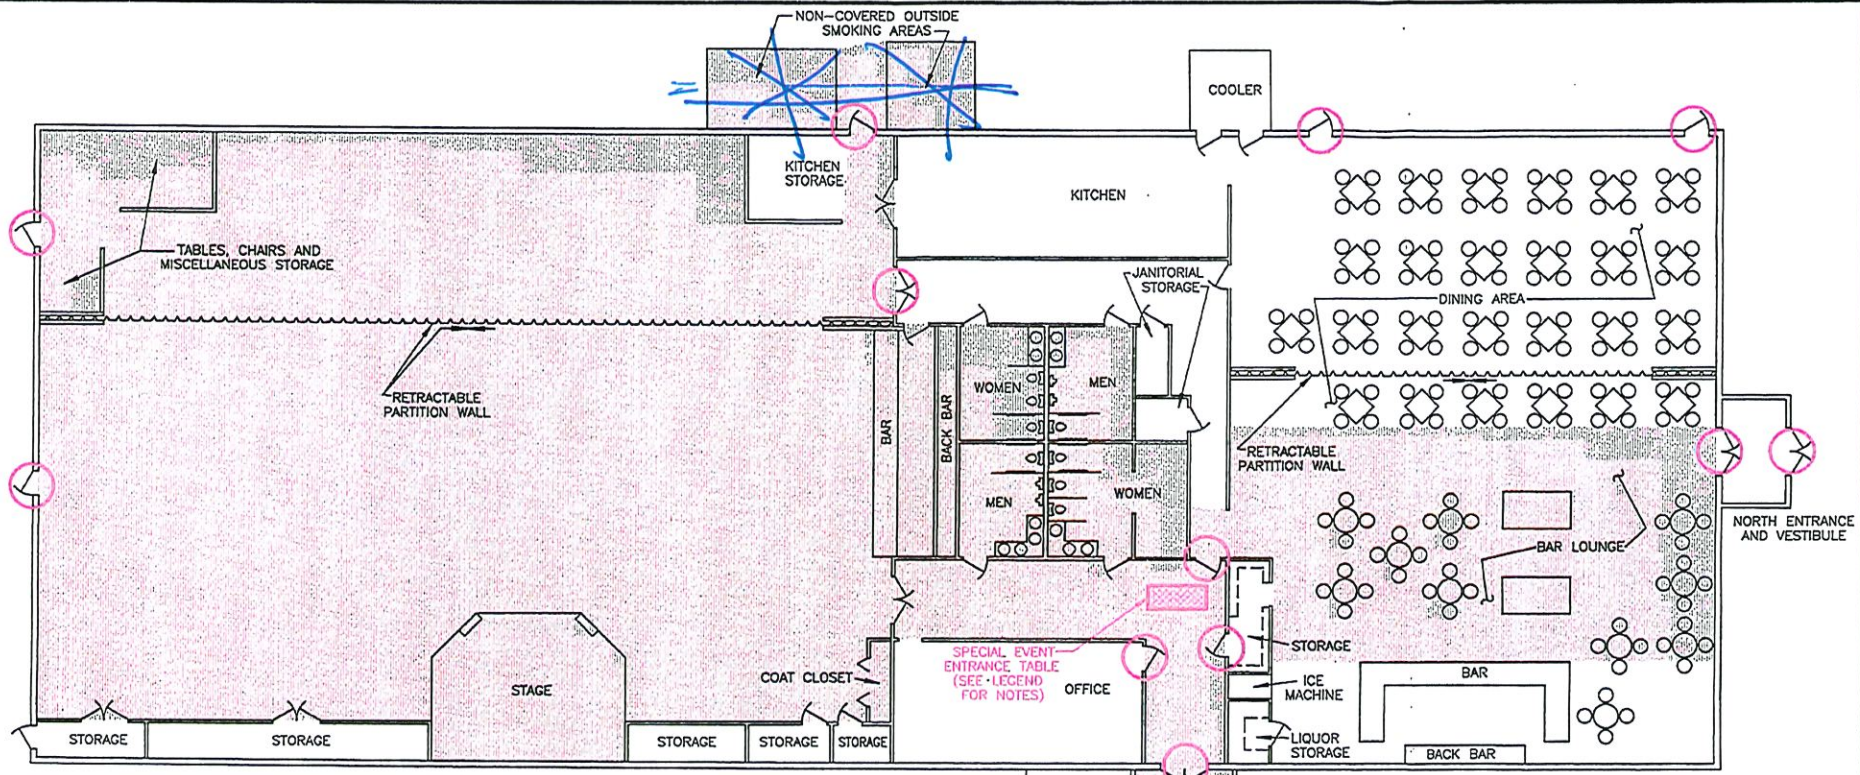 NON-COVERED OUTSIDE
SMOKING AREAS
COOLER
KITCHEN
STORAGE
KITCHEN
TABLES, CHAIRS AND
MISCELLANEOUS STORAGE
JANITORIAL
STORAGE
DINING AREA
RETRACTABLE
PARTITION WALL
BAR
BACK BAR
WOMEN
MEN
MEN
WOMEN
RETRACTABLE
PARTITION WALL
NORTH ENTRANCE
AND VESTIBULE
BAR LOUNGE
STORAGE
SPECIAL EVENT
ENTRANCE TABLE
(SEE LEGEND
FOR NOTES)
COAT CLOSET
OFFICE
STAGE
ICE
MACHINE
BAR
STORAGE
STORAGE
STORAGE
STORAGE
STORAGE
LIQUOR
STORAGE
BACK BAR